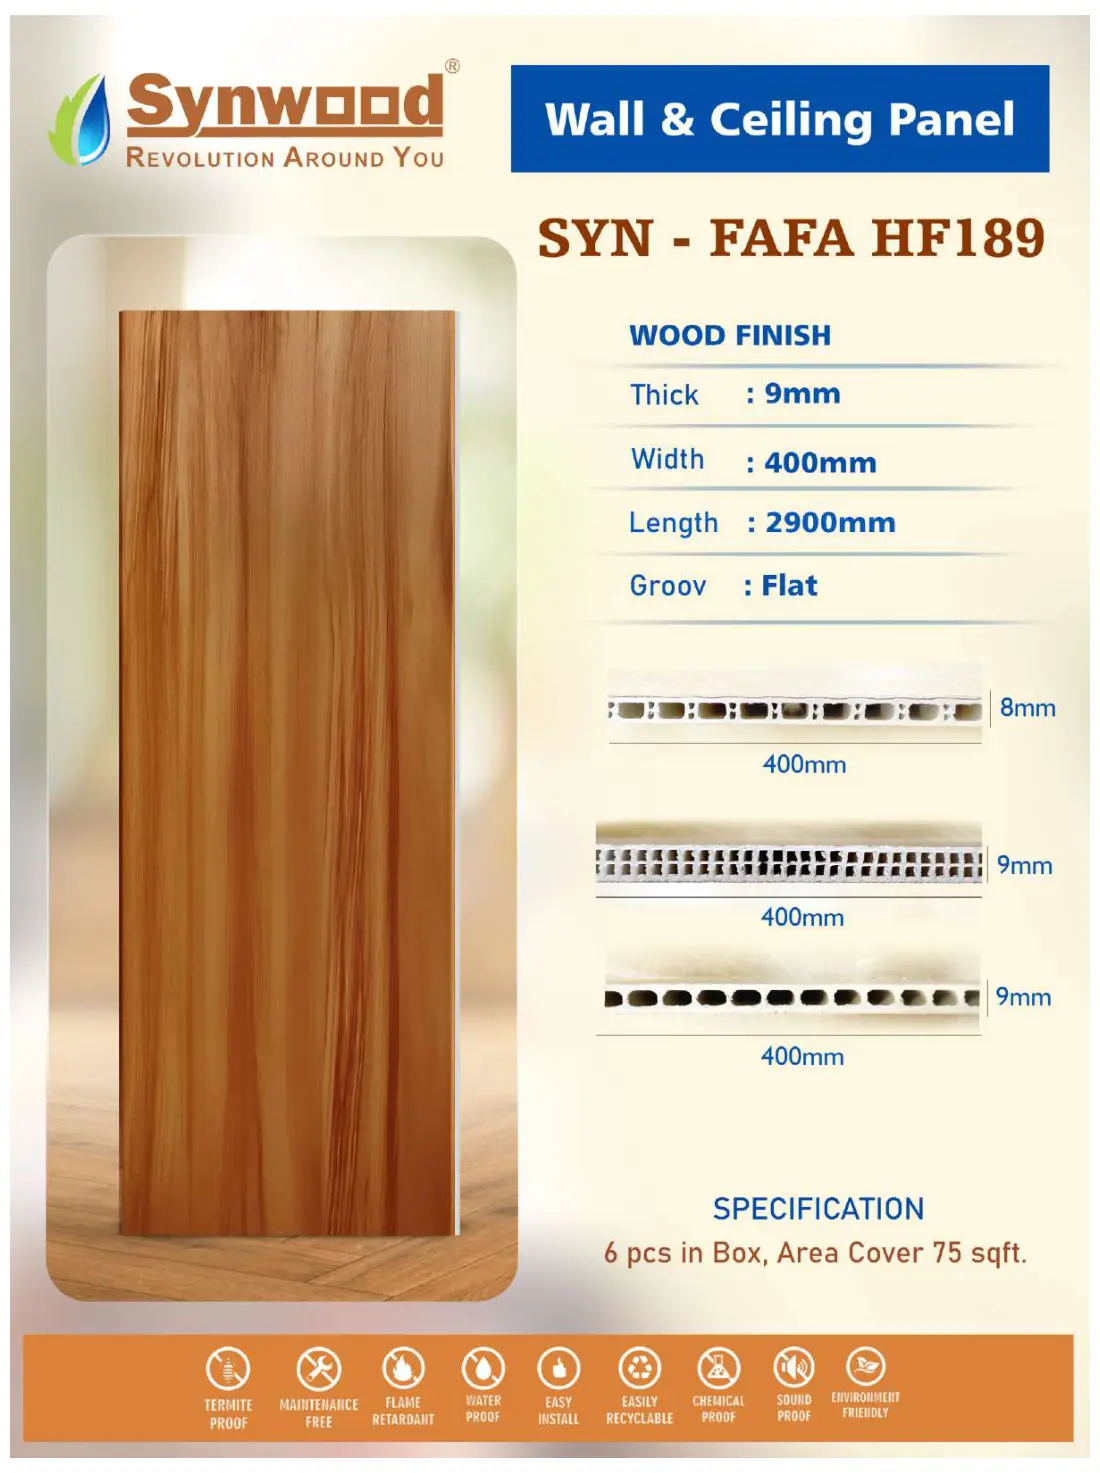 Synwood®
REVOLUTION AROUND YOU
Wall & Ceiling Panel
SYN - FAFA HF189
WOOD FINISH
Thick : 9mm
Width : 400mm
Length : 2900mm
Groov : Flat
8mm
400mm
9mm
400mm
9mm
400mm
SPECIFICATION
6 pcs in Box, Area Cover 75 sqft.
TERMITE
PROOF
MAINTENANCE
FREE
FLAME
RETARDANT
WATER
PROOF
EASY
INSTALL
EASILY
RECYCLABLE
CHEMICAL
PROOF
SOUND
PROOF
ENVIRONMENT
FRIENDLY